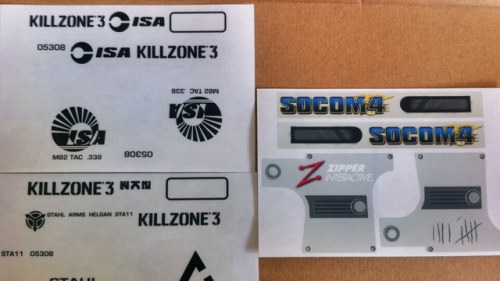 KILLZONE 3 ISA
05308 ISA KILLZONE 3
M82 TAC .338
ISA
ISA
M82 TAC .338
05308
KILLZONE 3
STAHL ARMS HELGAN STA11 KILLZONE 3
STA11 05308
STAHL
SOCOM 4
SOCOM 4
ZIPPER
INTERACTIVE